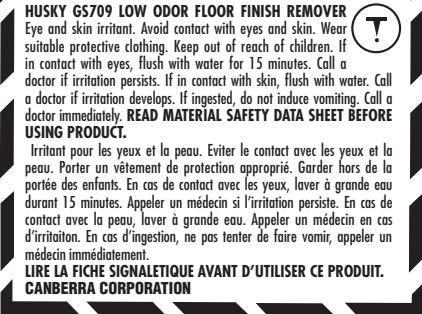 HUSKY GS709 LOW ODOR FLOOR FINISH REMOVER
Eye and skin irritant. Avoid contact with eyes and skin. Wear
suitable protective clothing. Keep out of reach of children. If
in contact with eyes, flush with water for 15 minutes. Call a
doctor if irritation persists. If in contact with skin, flush with water. Call
a doctor if irritation develops. If ingested, do not induce vomiting. Call a
doctor immediately. READ MATERIAL SAFETY DATA SHEET BEFORE
USING PRODUCT.
Irritant pour les yeux et la peau. Eviter le contact avec les yeux et la
peau. Porter un vêtement de protection approprié. Garder hors de la
portée des enfants. En cas de contact avec les yeux, laver à grande eau
durant 15 minutes. Appeler un médecin si l'irritation persiste. En cas de
contact avec la peau, laver à grande eau. Appeler un médecin en cas
d'irritaiton. En cas d'ingestion, ne pas tenter de faire vomir, appeler un
médecin immédiatement.
LIRE LA FICHE SIGNALETIQUE AVANT D'UTILISER CE PRODUIT.
CANBERRA CORPORATION